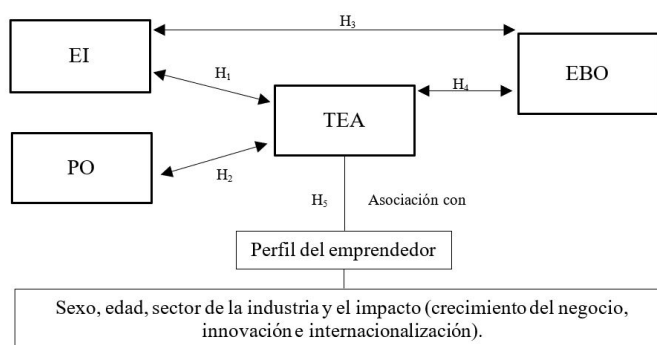 H3
EI
EBO
H1
H4
TEA
PO
H2
H5 Asociación con
Perfil del emprendedor
Sexo, edad, sector de la industria y el impacto (crecimiento del negocio,
innovación e internacionalización).